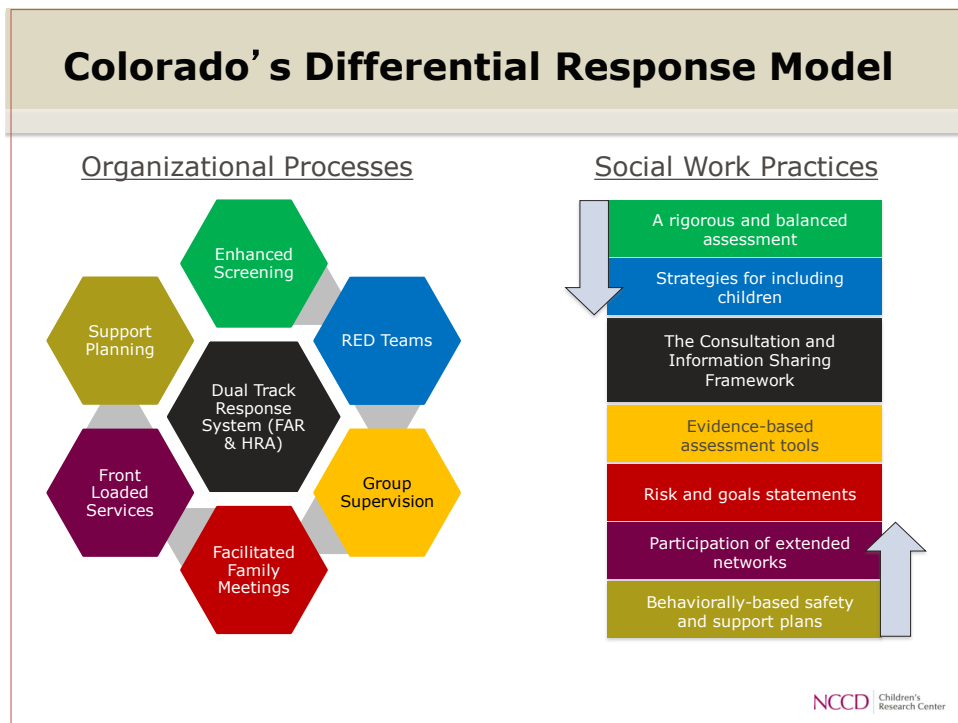 Colorado's Differential Response Model
Organizational Processes
Enhanced
Screening
RED Teams
Group
Supervision
Facilitated
Family
Meetings
Front
Loaded
Services
Support
Planning
Dual Track
Response
System (FAR
& HRA)
Social Work Practices
A rigorous and balanced
assessment
Strategies for including
children
The Consultation and
Information Sharing
Framework
Evidence-based
assessment tools
Risk and goals statements
Participation of extended
networks
Behaviorally-based safety
and support plans
NCCD
Children's
Research Center